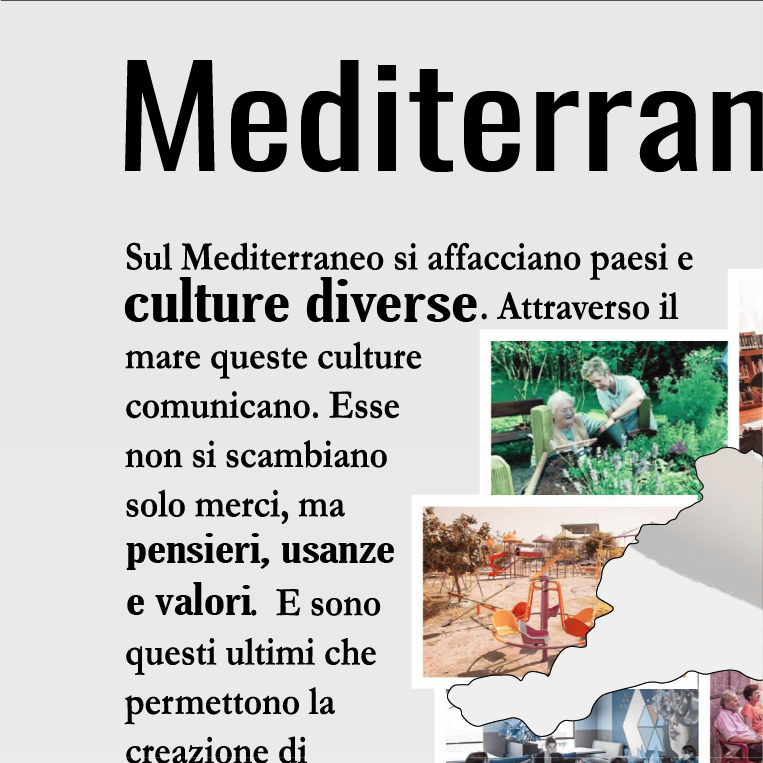 Mediterran
Sul Mediterraneo si affacciano paesi e
culture diverse. Attraverso il
mare queste culture
comunicano. Esse
non si scambiano
solo merci, ma
pensieri, usanze
e valori. E sono
questi ultimi che
permettono la
creazione di